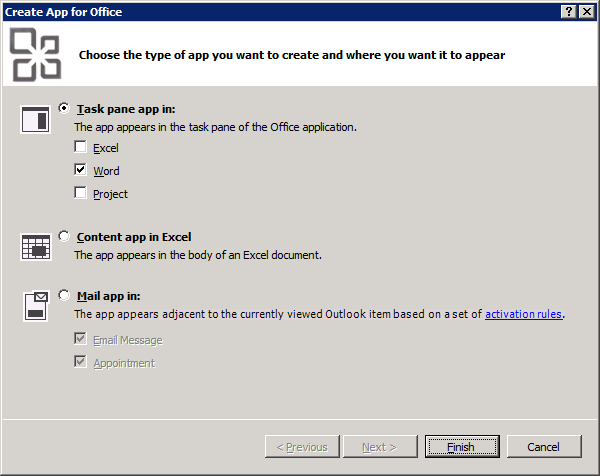 Create App for Office
Choose the type of app you want to create and where you want it to appear
Task pane app in:
The app appears in the task pane of the Office application.
Excel
Word
Project
Content app in Excel
The app appears in the body of an Excel document.
Mail app in:
The app appears adjacent to the currently viewed Outlook item based on a set of activation rules.
Email Message
Appointment
< Previous Next > Finish Cancel